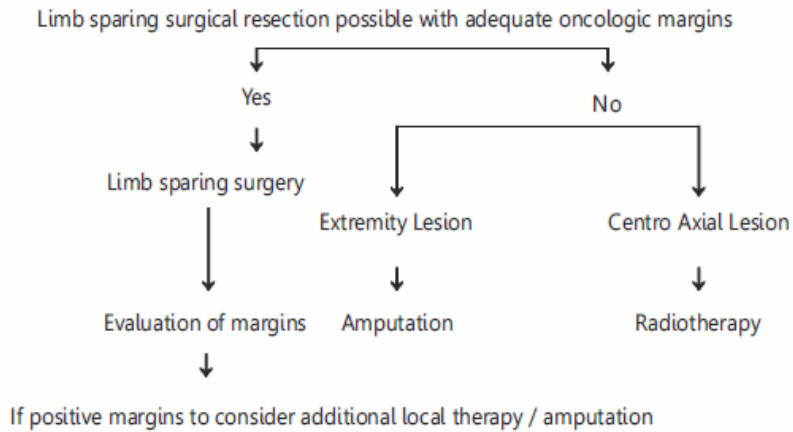 Limb sparing surgical resection possible with adequate oncologic margins
Yes
No
Limb sparing surgery
Extremity Lesion
Centro Axial Lesion
Evaluation of margins
Amputation
Radiotherapy
If positive margins to consider additional local therapy / amputation